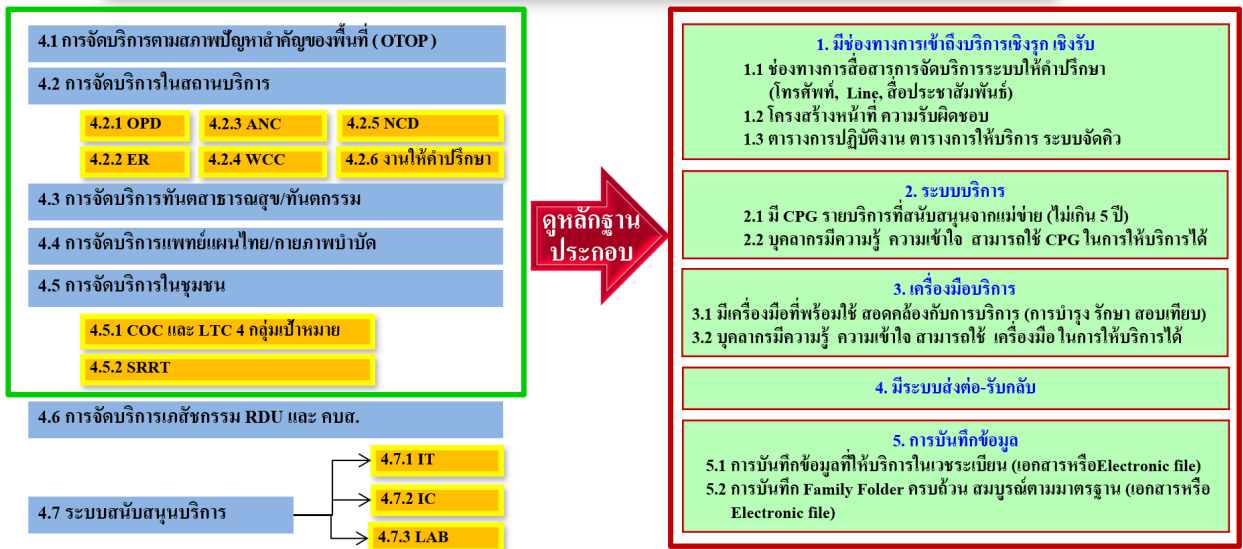 4.1 การจัดบริการตามสภาพปัญหาสำคัญของพื้นที่ ( OTOP )
4.2 การจัดบริการในสถานบริการ
4.2.1 OPD
4.2.3 ANC
4.2.5 NCD
4.2.2 ER
4.2.4 WCC
4.2.6 งานให้คำปรึกษา
4.3 การจัดบริการทันตสาธารณสุข/ทันตกรรม
4.4 การจัดบริการแพทย์แผนไทย/กายภาพบำบัด
4.5 การจัดบริการในชุมชน
4.5.1 COC และ LTC 4 กลุ่มเป้าหมาย
4.5.2 SRRT
4.6 การจัดบริการเภสัชกรรม RDU และ คบส.
4.7 ระบบสนับสนุนบริการ
4.7.1 IT
4.7.2 IC
4.7.3 LAB
ดูหลักฐาน
ประกอบ
1. มีช่องทางการเข้าถึงบริการเชิงรุก เชิงรับ
1.1 ช่องทางการสื่อสารการจัดบริการระบบให้คำปรึกษา
(โทรศัพท์, Line, สื่อประชาสัมพันธ์)
1.2 โครงสร้างหน้าที่ ความรับผิดชอบ
1.3 ตารางการปฏิบัติงาน ตารางการให้บริการ ระบบจัดคิว
2. ระบบบริการ
2.1 มี CPG รายบริการที่สนับสนุนจากแม่ข่าย (ไม่เกิน 5 ปี)
2.2 บุคลากรมีความรู้ ความเข้าใจ สามารถใช้ CPG ในการให้บริการได้
3. เครื่องมือบริการ
3.1 มีเครื่องมือที่พร้อมใช้ สอดคล้องกับการบริการ (การบำรุง รักษา สอบเทียบ)
3.2 บุคลากรมีความรู้ ความเข้าใจ สามารถใช้ เครื่องมือ ในการให้บริการได้
4. มีระบบส่งต่อ-รับกลับ
5. การบันทึกข้อมูล
5.1 การบันทึกข้อมูลที่ให้บริการในเวชระเบียน (เอกสารหรือElectronic file)
5.2 การบันทึก Family Folder ครบถ้วน สมบูรณ์ตามมาตรฐาน (เอกสารหรือ
Electronic file)